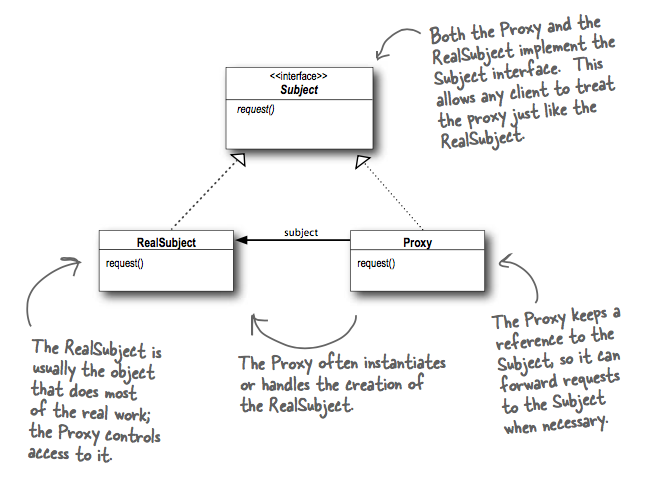 Both the Proxy and the
RealSubject implement the
Subject interface. This
allows any client to treat
the proxy just like the
RealSubject.
<<interface>>
Subject
request()
RealSubject
request()
subject
Proxy
request()
The RealSubject is
usually the object
that does most
of the real work;
the Proxy controls
access to it.
The Proxy often instantiates
or handles the creation of
the RealSubject.
The Proxy keeps a
reference to the
Subject, so it can
forward requests
to the Subject
when necessary.